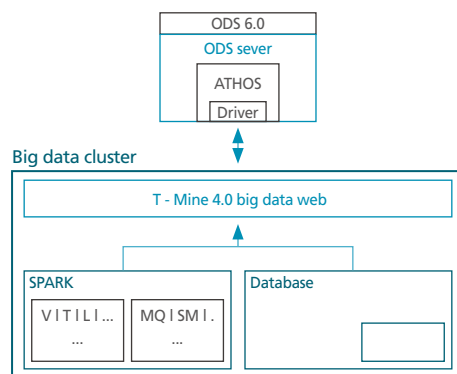 ODS 6.0
ODS sever
ATHOS
Driver
Big data cluster
T - Mine 4.0 big data web
SPARK
Database
V I T I L I ...
MQ I SM I .
...
...